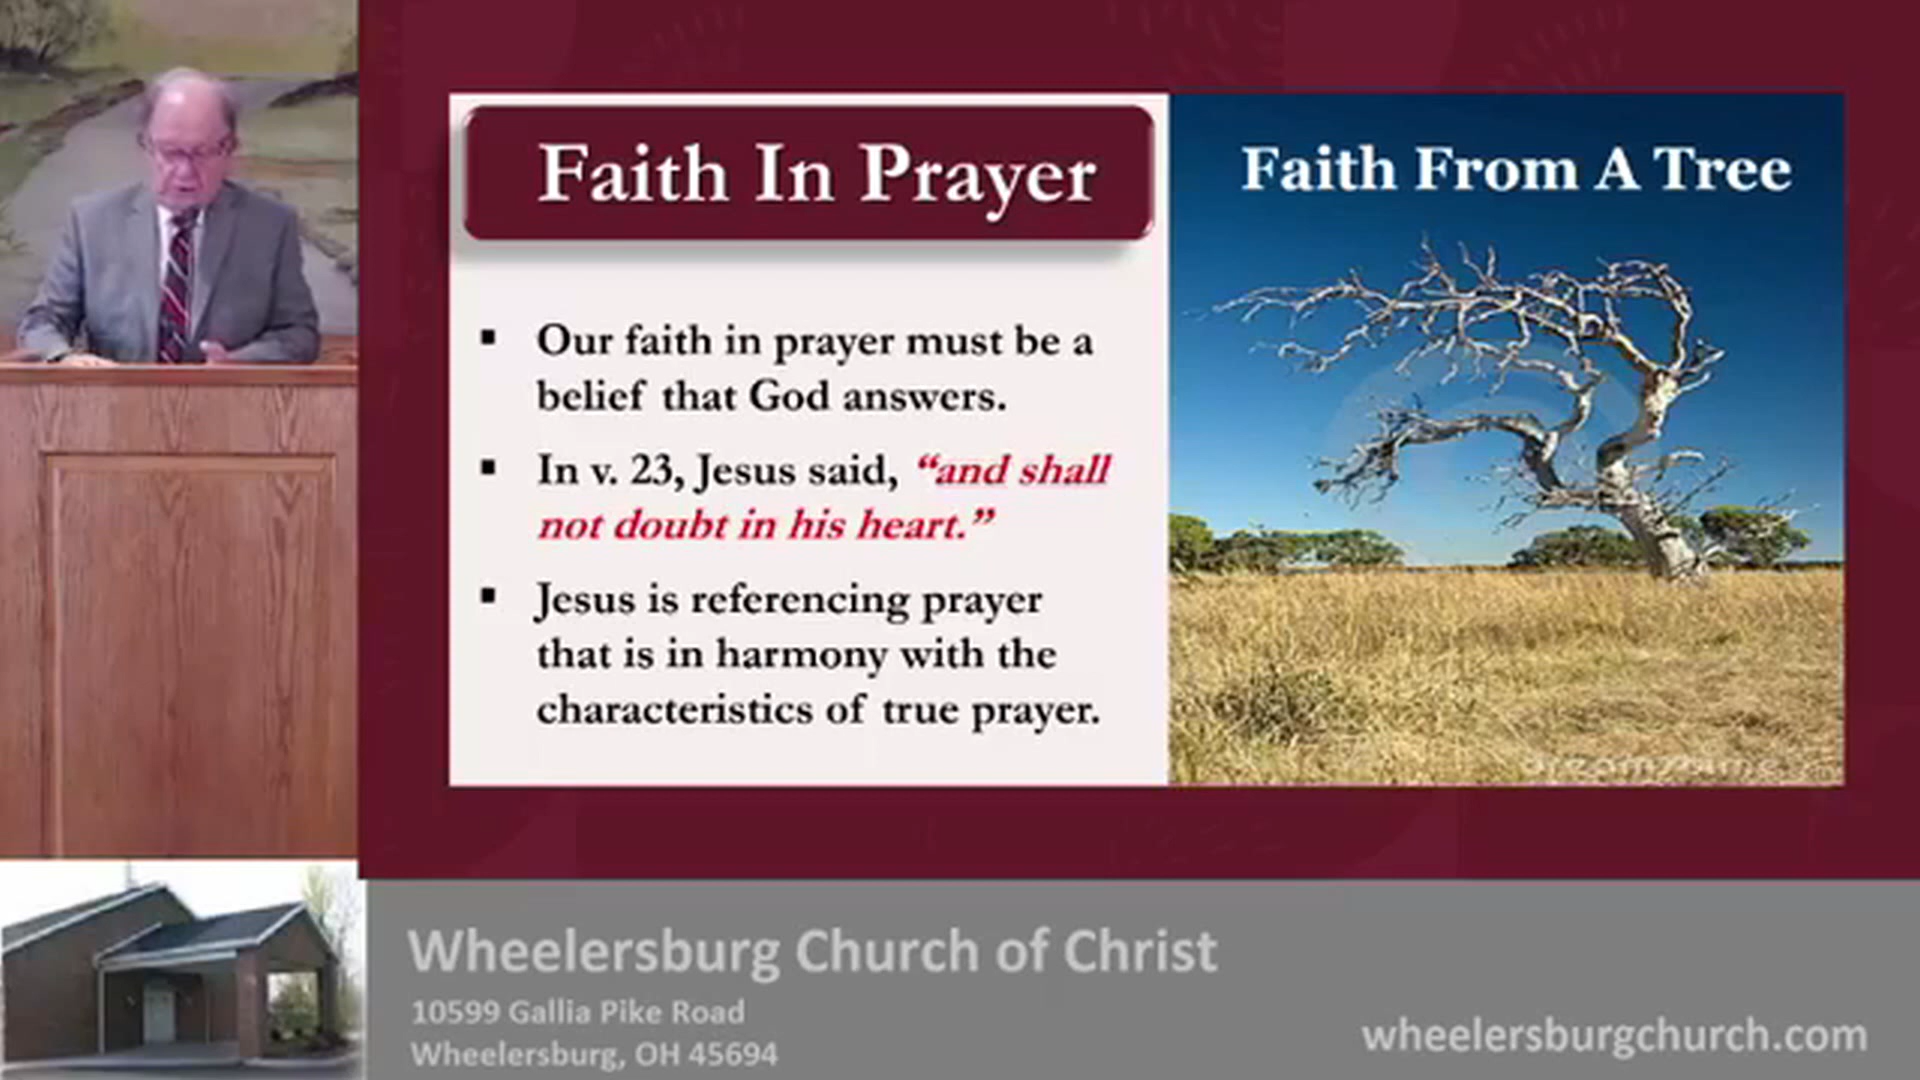 Faith In Prayer
Faith From A Tree
▪ Our faith in prayer must be a
belief that God answers.
▪ In v. 23, Jesus said, “and shall
not doubt in his heart.”
▪ Jesus is referencing prayer
that is in harmony with the
characteristics of true prayer.
dreamstime
Wheelersburg Church of Christ
10599 Gallia Pike Road
Wheelersburg, OH 45694
wheelersburgchurch.com